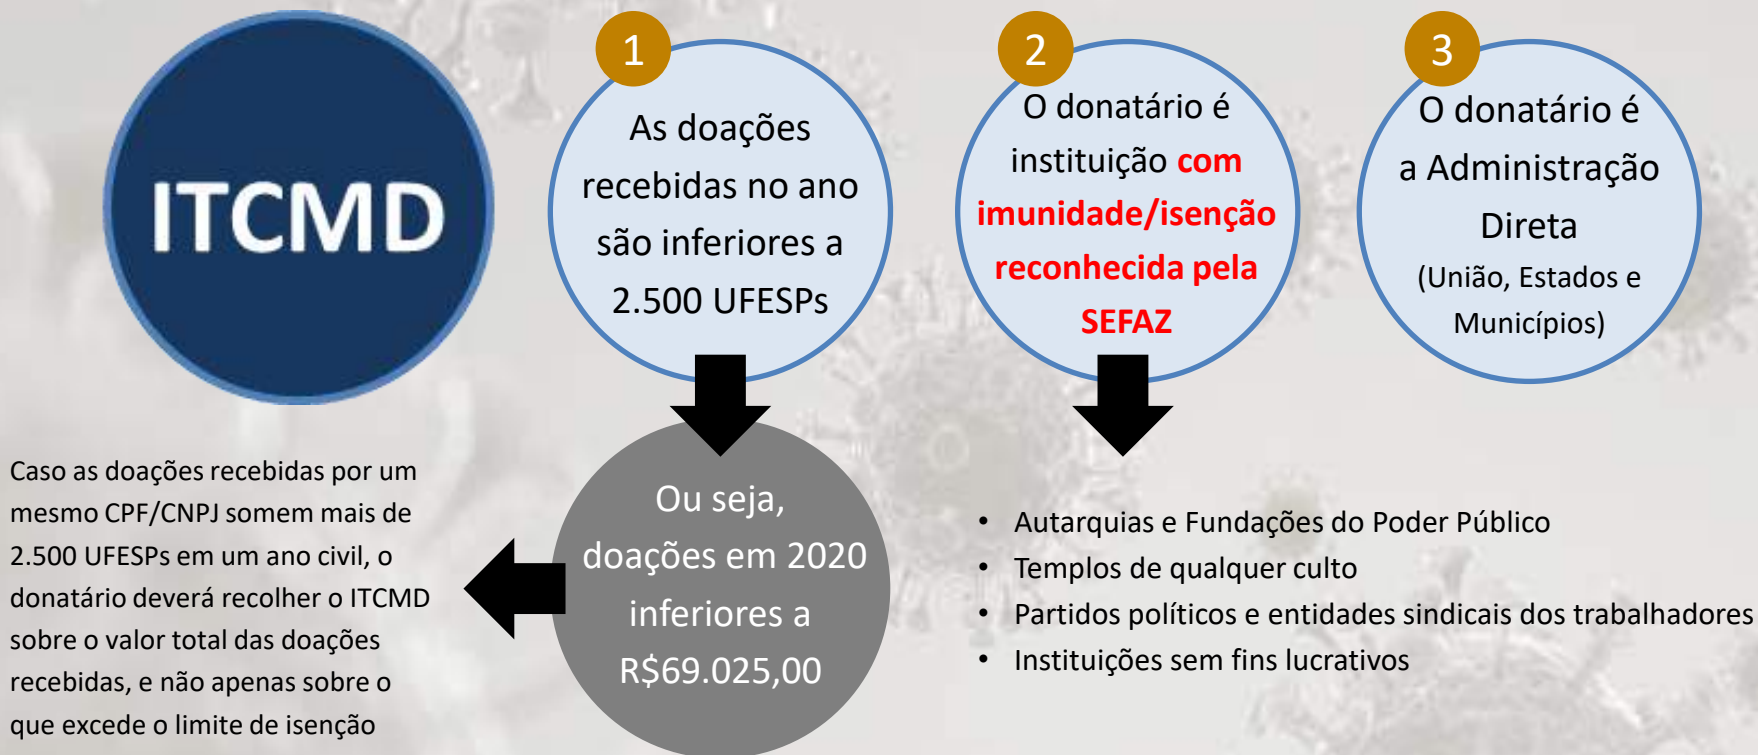 ITCMD
1
As doações
recebidas no ano
são inferiores a
2.500 UFESPs
2
O donatário é
instituição com
imunidade/isenção
reconhecida pela
SEFAZ
3
O donatário é
a Administração
Direta
(União, Estados e
Municípios)
Caso as doações recebidas por um
mesmo CPF/CNPJ somem mais de
2.500 UFESPs em um ano civil, o
donatário deverá recolher o ITCMD
sobre o valor total das doações
recebidas, e não apenas sobre o
que excede o limite de isenção
Ou seja,
doações em 2020
inferiores a
R$69.025,00
• Autarquias e Fundações do Poder Público
• Templos de qualquer culto
• Partidos políticos e entidades sindicais dos trabalhadores
• Instituições sem fins lucrativos